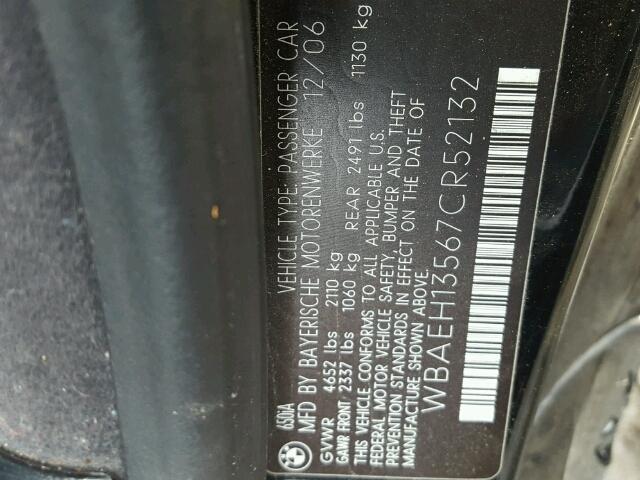 650IA VEHICLE TYPE: PASSENGER CAR
MFD BY BAYERISCHE MOTORENWERKE 12/06
GVWR 4652 lbs 2110 kg
GAWR FRONT 2337 lbs 1060 kg REAR 2491 lbs 1130 kg
THIS VEHICLE CONFORMS TO ALL APPLICABLE U.S.
FEDERAL MOTOR VEHICLE SAFETY, BUMPER AND THEFT
PREVENTION STANDARDS IN EFFECT ON THE DATE OF
MANUFACTURE SHOWN ABOVE.
WBAEH13567CR52132